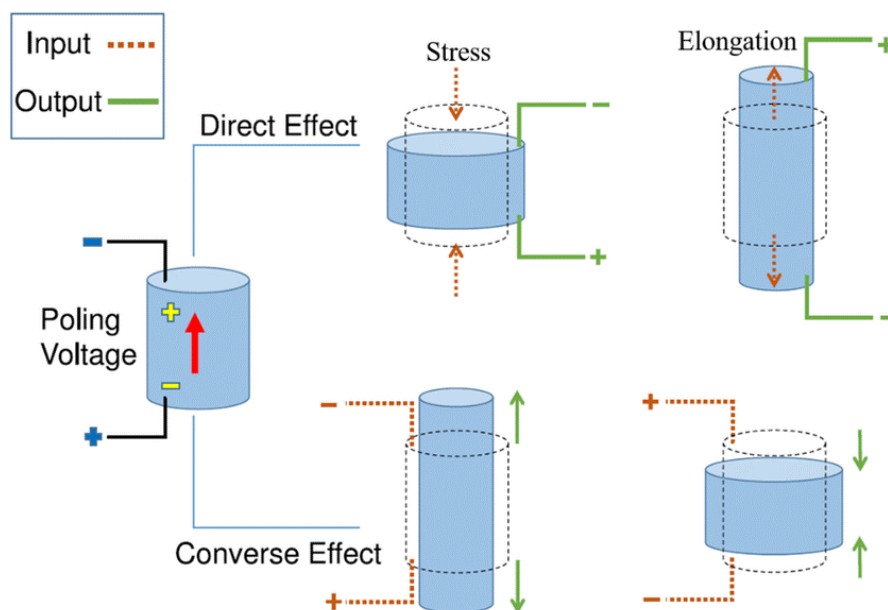 Input
Output
Stress
Elongation
+
−
Direct Effect
−
+
+
−
Poling
Voltage
−
+
−
+
−
+
Converse Effect
+
−